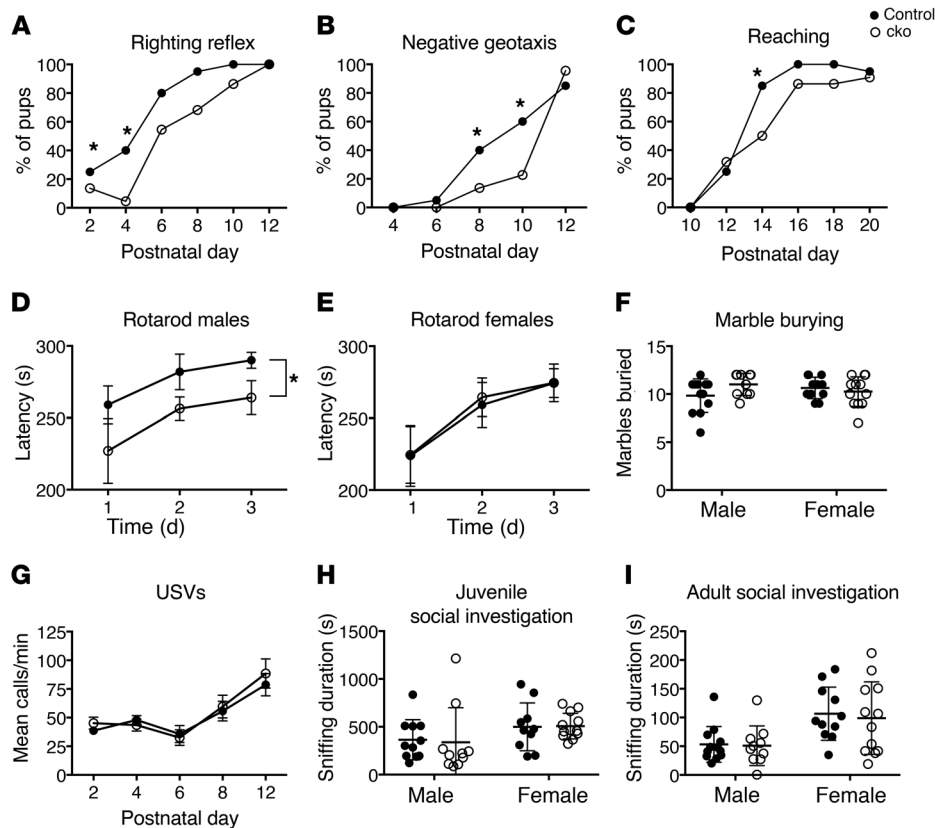 ● Control
○ cko
A
Righting reflex
% of pups
100
80
60
40
20
0
*
*
2 4 6 8 10 12
Postnatal day
B
Negative geotaxis
% of pups
100
80
60
40
20
0
*
*
4 6 8 10 12
Postnatal day
C
Reaching
% of pups
100
80
60
40
20
0
*
10 12 14 16 18 20
Postnatal day
D
Rotarod males
Latency (s)
300
250
200
*
1 2 3
Time (d)
E
Rotarod females
Latency (s)
300
250
200
1 2 3
Time (d)
F
Marble burying
Marbles buried
15
10
5
0
Male Female
G
USVs
Mean calls/min
125
100
75
50
25
0
2 4 6 8 12
Postnatal day
H
Juvenile
social investigation
Sniffing duration (s)
1500
1000
500
0
Male Female
I
Adult social investigation
Sniffing duration (s)
250
200
150
100
50
0
Male Female